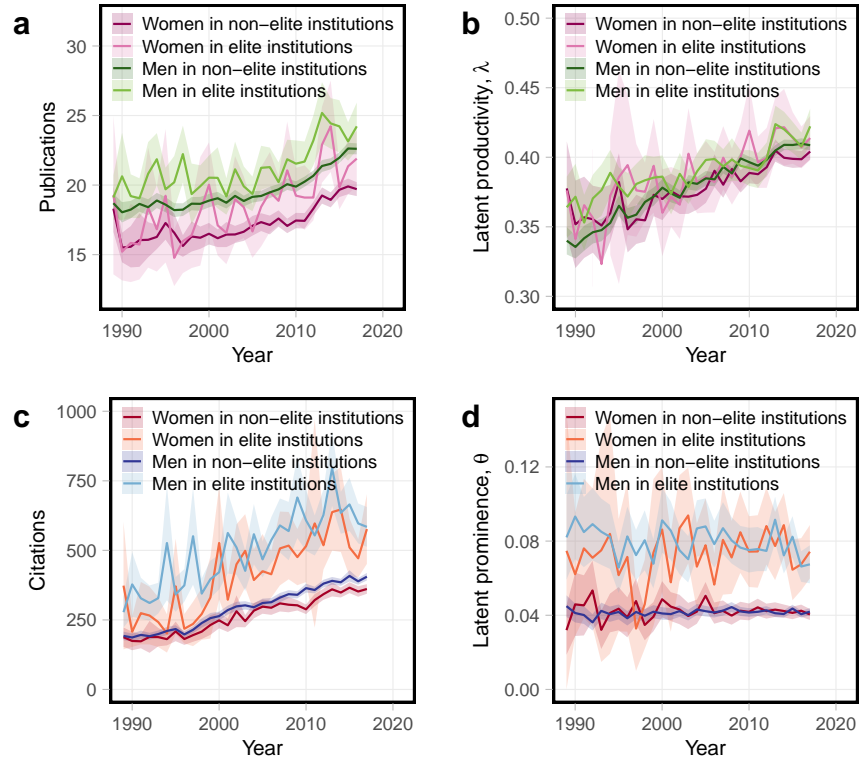 a
Women in non−elite institutions
Women in elite institutions
Men in non−elite institutions
Men in elite institutions
30
25
20
15
Publications
1990
2000
2010
2020
Year
b
Women in non−elite institutions
Women in elite institutions
Men in non−elite institutions
Men in elite institutions
0.50
0.45
0.40
0.35
0.30
Latent productivity, λ
1990
2000
2010
2020
Year
c
Women in non−elite institutions
Women in elite institutions
Men in non−elite institutions
Men in elite institutions
1000
750
500
250
0
Citations
1990
2000
2010
2020
Year
d
Women in non−elite institutions
Women in elite institutions
Men in non−elite institutions
Men in elite institutions
0.12
0.08
0.04
0.00
Latent prominence, θ
1990
2000
2010
2020
Year